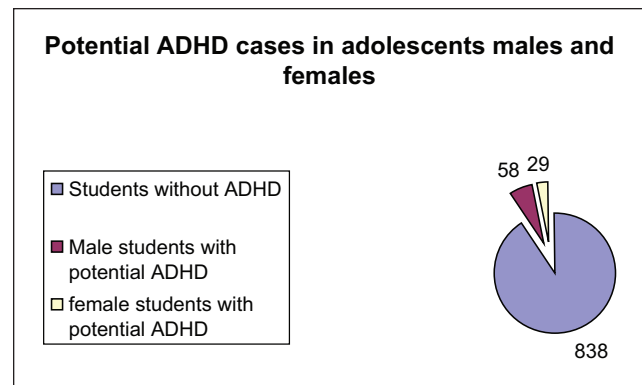 Potential ADHD cases in adolescents males and
females
58
29
Students without ADHD
Male students with
potential ADHD
female students with
potential ADHD
838